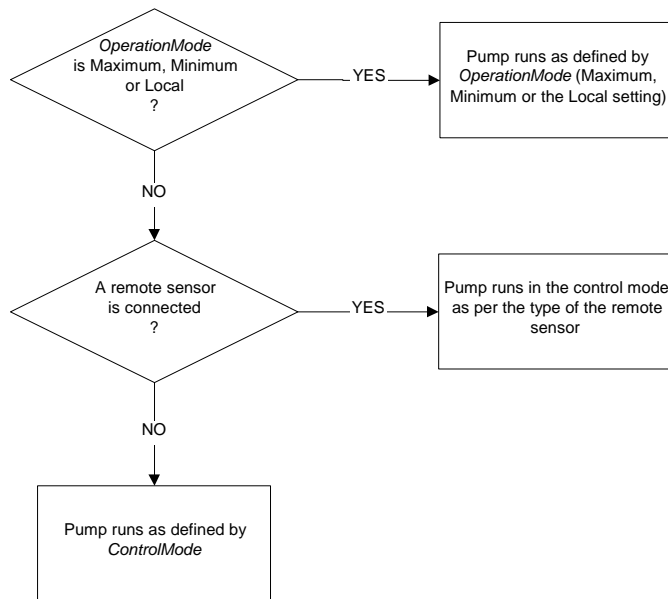 OperationMode
is Maximum, Minimum
or Local
?
YES
Pump runs as defined by
OperationMode (Maximum,
Minimum or the Local setting)
NO
A remote sensor
is connected
?
YES
Pump runs in the control mode
as per the type of the remote
sensor
NO
Pump runs as defined by
ControlMode